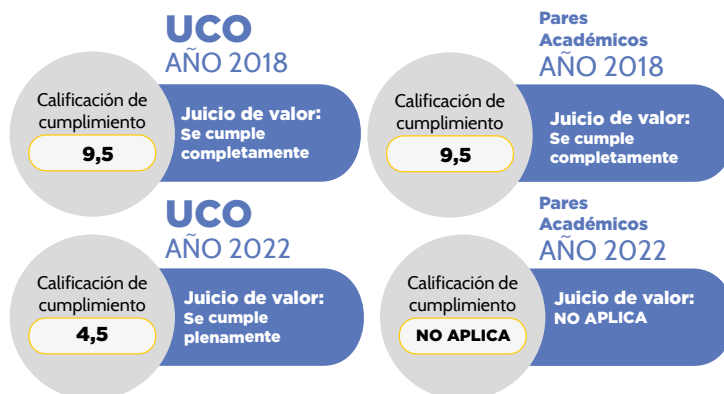 UCO
AÑO 2018
Calificación de
cumplimiento
9,5
Juicio de valor:
Se cumple
completamente
Pares
Académicos
AÑO 2018
Calificación de
cumplimiento
9,5
Juicio de valor:
Se cumple
completamente
UCO
AÑO 2022
Calificación de
cumplimiento
4,5
Juicio de valor:
Se cumple
plenamente
Pares
Académicos
AÑO 2022
Calificación de
cumplimiento
NO APLICA
Juicio de valor:
NO APLICA